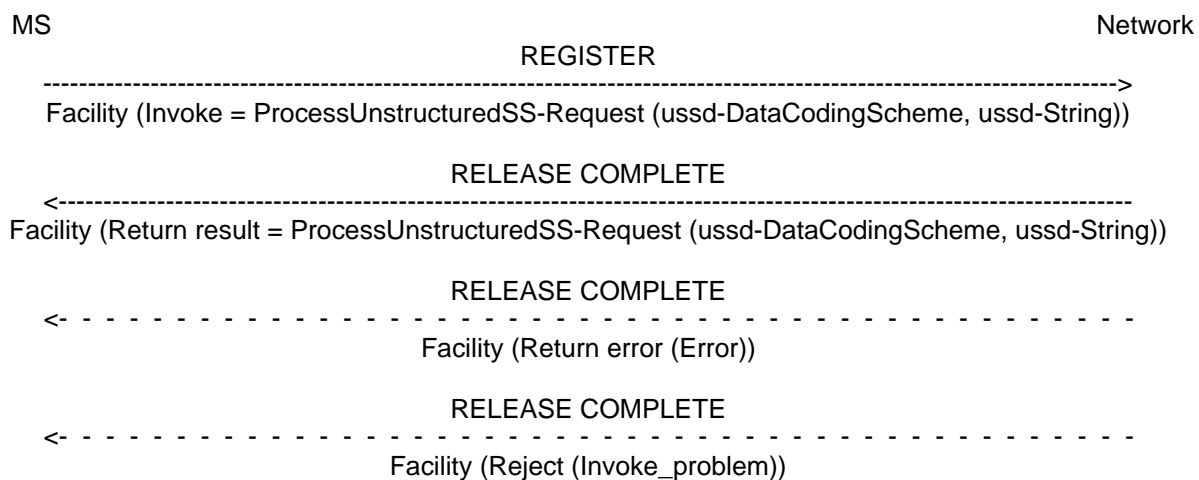 MS Network
REGISTER
Facility (Invoke = ProcessUnstructuredSS-Request (ussd-DataCodingScheme, ussd-String))
RELEASE COMPLETE
Facility (Return result = ProcessUnstructuredSS-Request (ussd-DataCodingScheme, ussd-String))
RELEASE COMPLETE
Facility (Return error (Error))
RELEASE COMPLETE
Facility (Reject (Invoke_problem))